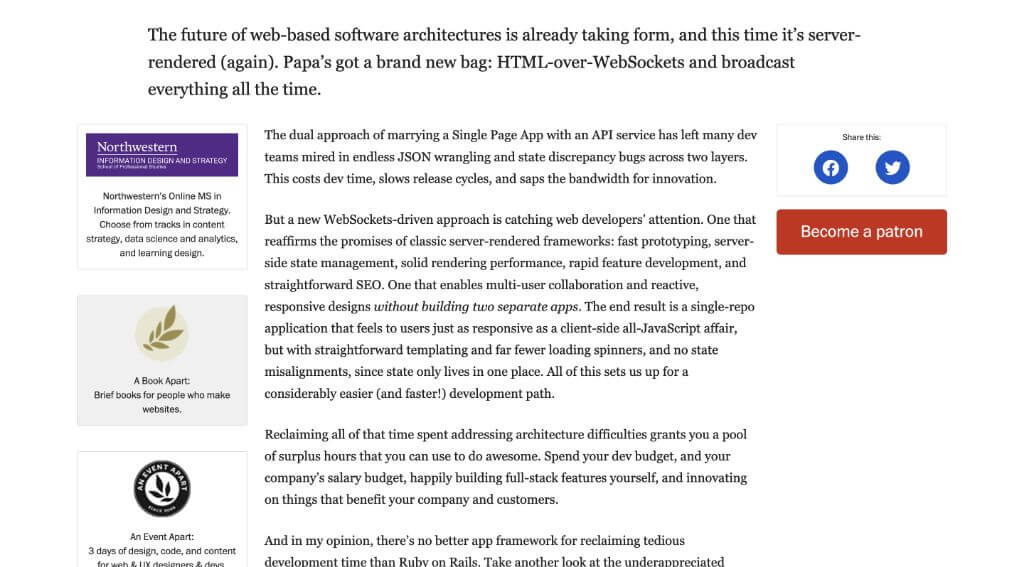 The future of web-based software architectures is already taking form, and this time it’s server-
rendered (again). Papa’s got a brand new bag: HTML-over-WebSockets and broadcast
everything all the time.
Northwestern
INFORMATION DESIGN AND STRATEGY
School of Professional Studies
Northwestern's Online MS in
Information Design and Strategy.
Choose from tracks in content
strategy, data science and analytics,
and learning design.
A Book Apart:
Brief books for people who make
websites.
AN EVENT APART
SINCE 2005
An Event Apart:
3 days of design, code, and content
for web & UX designers & devs.
The dual approach of marrying a Single Page App with an API service has left many dev
teams mired in endless JSON wrangling and state discrepancy bugs across two layers.
This costs dev time, slows release cycles, and saps the bandwidth for innovation.
But a new WebSockets-driven approach is catching web developers’ attention. One that
reaffirms the promises of classic server-rendered frameworks: fast prototyping, server-
side state management, solid rendering performance, rapid feature development, and
straightforward SEO. One that enables multi-user collaboration and reactive,
responsive designs without building two separate apps. The end result is a single-repo
application that feels to users just as responsive as a client-side all-JavaScript affair,
but with straightforward templating and far fewer loading spinners, and no state
misalignments, since state only lives in one place. All of this sets us up for a
considerably easier (and faster!) development path.
Reclaiming all of that time spent addressing architecture difficulties grants you a pool
of surplus hours that you can use to do awesome. Spend your dev budget, and your
company’s salary budget, happily building full-stack features yourself, and innovating
on things that benefit your company and customers.
And in my opinion, there’s no better app framework for reclaiming tedious
development time than Ruby on Rails. Take another look at the underappreciated
Share this:
Become a patron